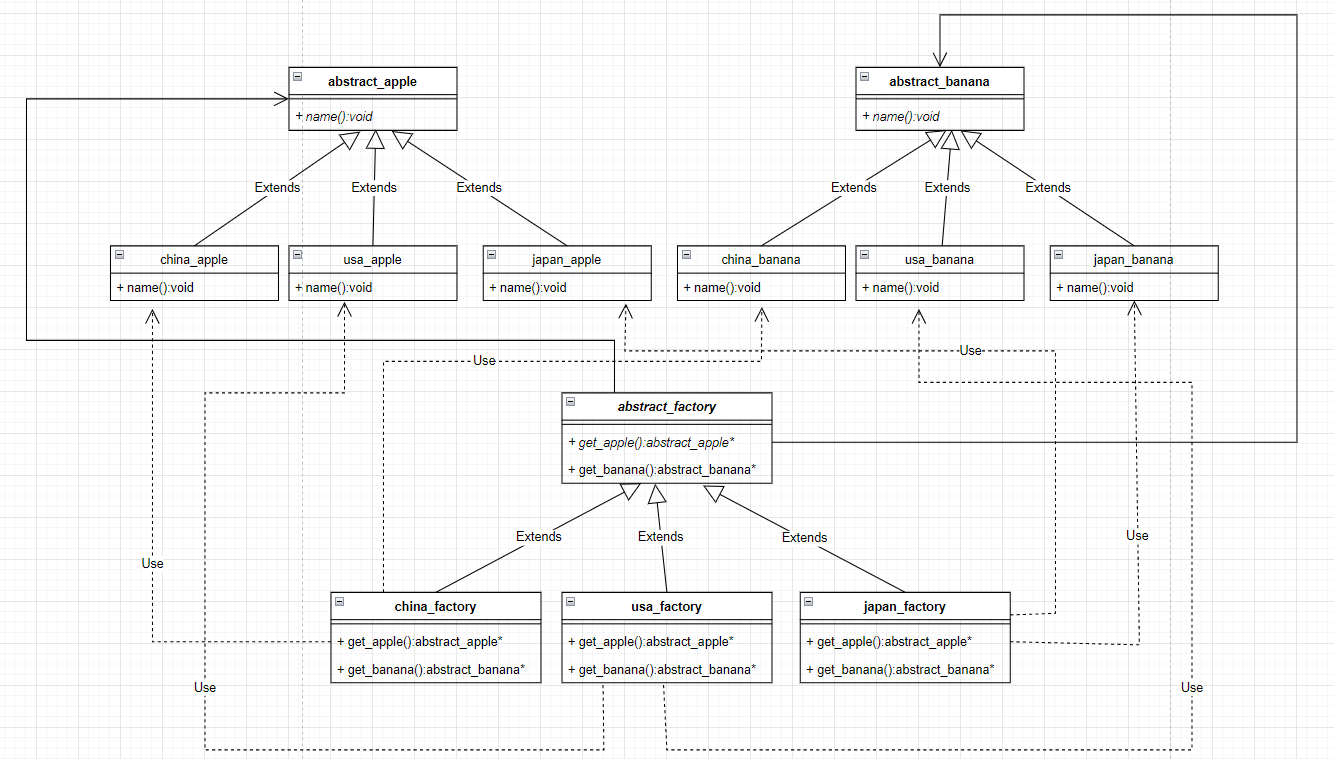 abstract_apple
+ name():void
abstract_banana
+ name():void
Extends
Extends
Extends
Extends
Extends
Extends
china_apple
+ name():void
usa_apple
+ name():void
japan_apple
+ name():void
china_banana
+ name():void
usa_banana
+ name():void
japan_banana
+ name():void
Use
Use
abstract_factory
+ get_apple():abstract_apple*
+ get_banana():abstract_banana*
Extends
Extends
Extends
Use
Use
china_factory
+ get_apple():abstract_apple*
+ get_banana():abstract_banana*
usa_factory
+ get_apple():abstract_apple*
+ get_banana():abstract_banana*
japan_factory
+ get_apple():abstract_apple*
+ get_banana():abstract_banana*
Use
Use